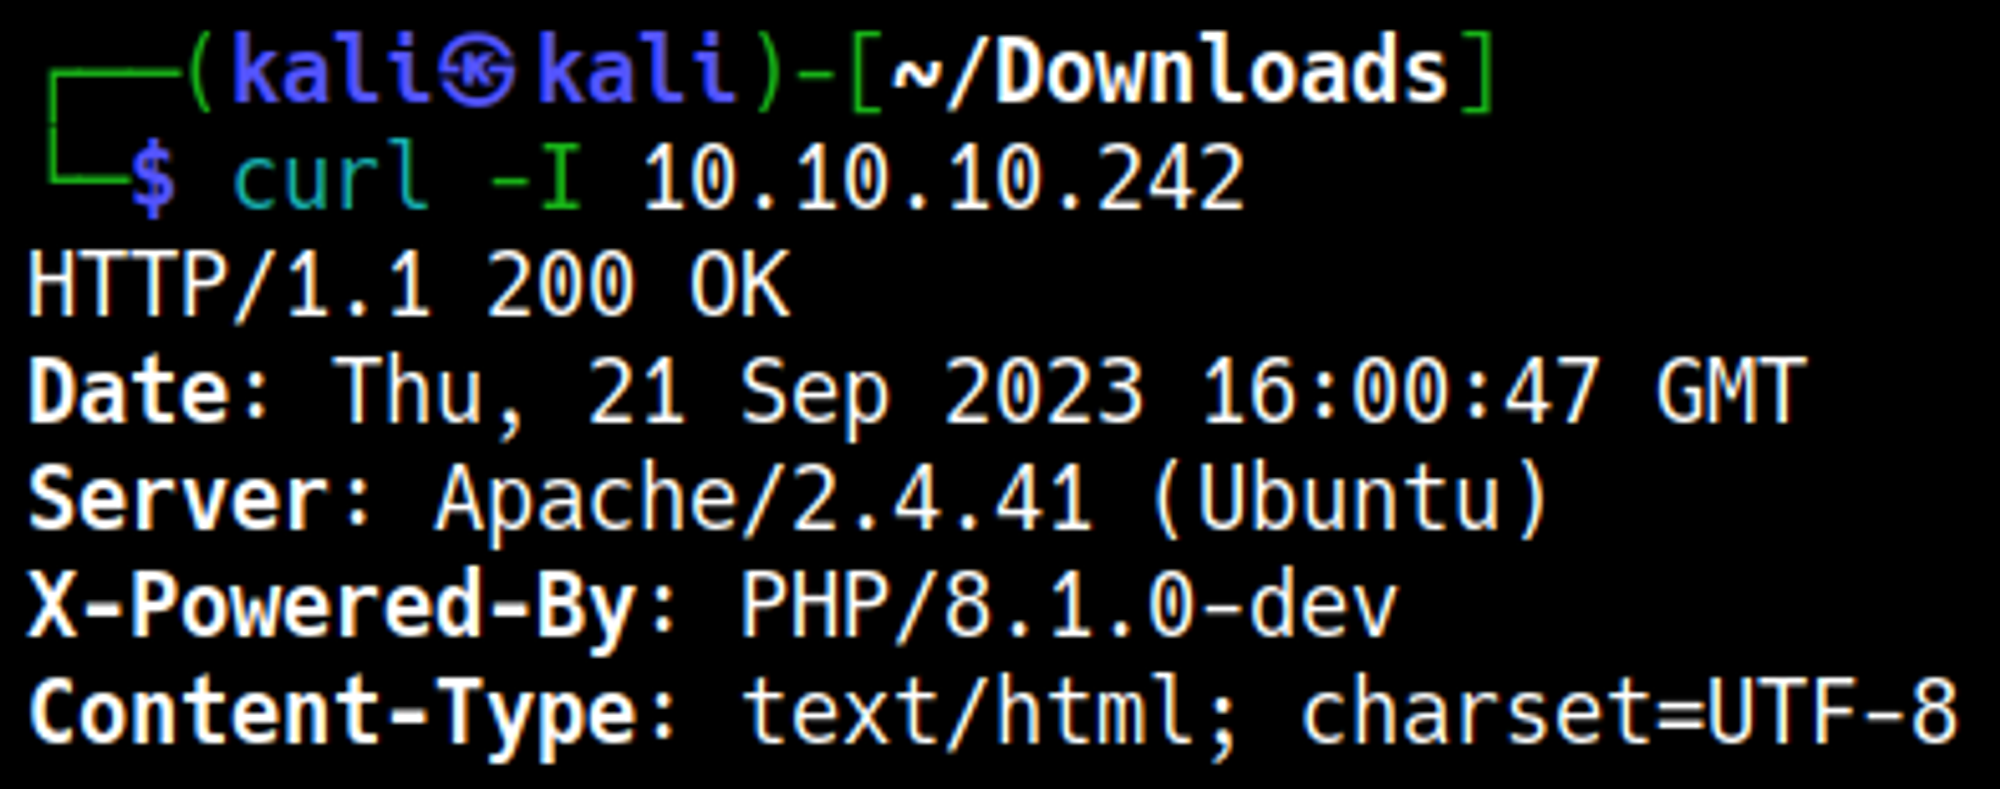 ┌──(kali㉿kali)-[~/Downloads]
└─$ curl -I 10.10.10.242
HTTP/1.1 200 OK
Date: Thu, 21 Sep 2023 16:00:47 GMT
Server: Apache/2.4.41 (Ubuntu)
X-Powered-By: PHP/8.1.0-dev
Content-Type: text/html; charset=UTF-8